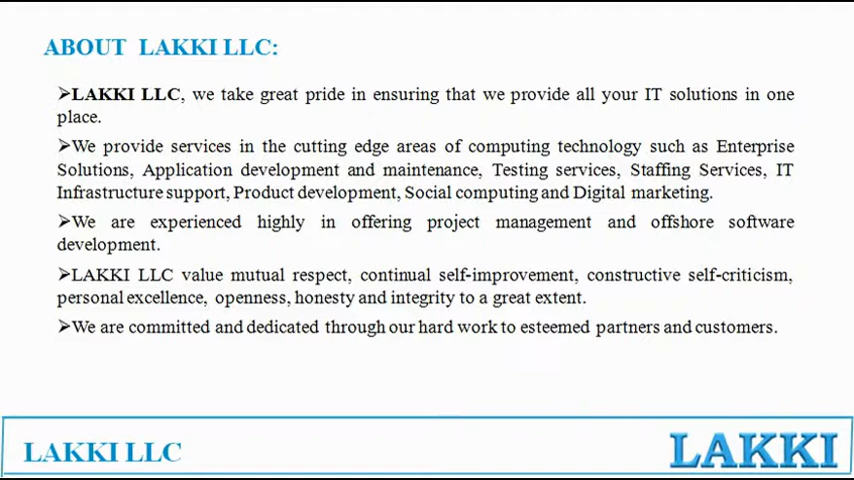 ABOUT LAKKI LLC:
➢LAKKI LLC, we take great pride in ensuring that we provide all your IT solutions in one
place.
➢We provide services in the cutting edge areas of computing technology such as Enterprise
Solutions, Application development and maintenance, Testing services, Staffing Services, IT
Infrastructure support, Product development, Social computing and Digital marketing.
➢We are experienced highly in offering project management and offshore software
development.
➢LAKKI LLC value mutual respect, continual self-improvement, constructive self-criticism,
personal excellence, openness, honesty and integrity to a great extent.
➢We are committed and dedicated through our hard work to esteemed partners and customers.
LAKKI LLC
LAKKI